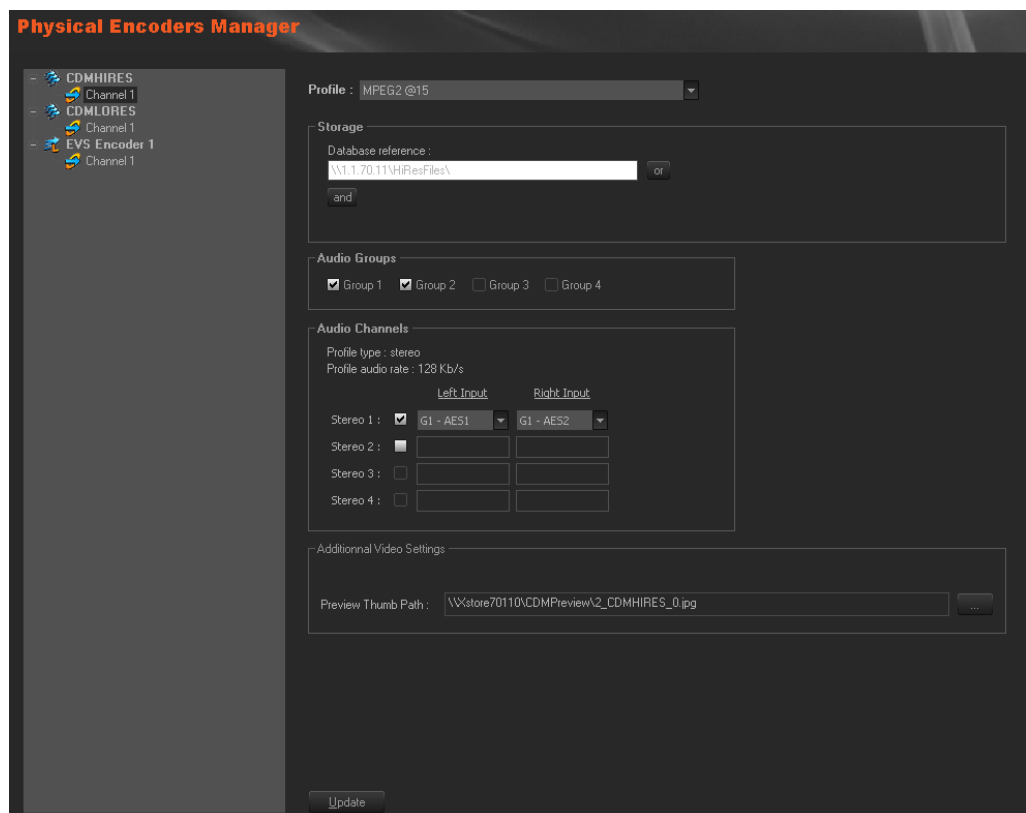 Physical Encoders Manager
CDMHIRES
Channel 1
CDMLORES
Channel 1
EVS Encoder 1
Channel 1
Profile : MPEG2 @15
Storage
Database reference :
\\1.1.70.11\HiResFiles\ or
and
Audio Groups
Group 1 Group 2 Group 3 Group 4
Audio Channels
Profile type : stereo
Profile audio rate : 128 Kb/s
Left Input Right Input
Stereo 1 : G1 - AES1 G1 - AES2
Stereo 2 :
Stereo 3 :
Stereo 4 :
Additionnal Video Settings
Preview Thumb Path : \\Xstore70110\CDMPreview\2_CDMHIRES_0.jpg ...
Update